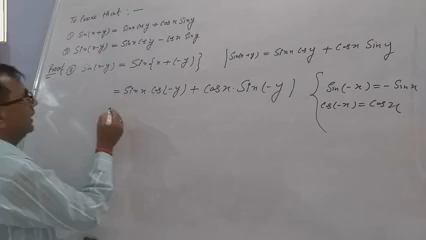 To prove that : —
① Sin(x+y) = Sinx Cosy + Cosx Siny
② Sin(x-y) = Sinx Cosy - Cosx Siny
Proof ② Sin(x-y) = Sin{x+(-y)}
| Sin(x+y) = Sinx Cosy + Cosx Siny
= Sinx Cos(-y) + Cosx · Sin(-y)
Sin(-x) = -Sinx
Cos(-x) = Cosx